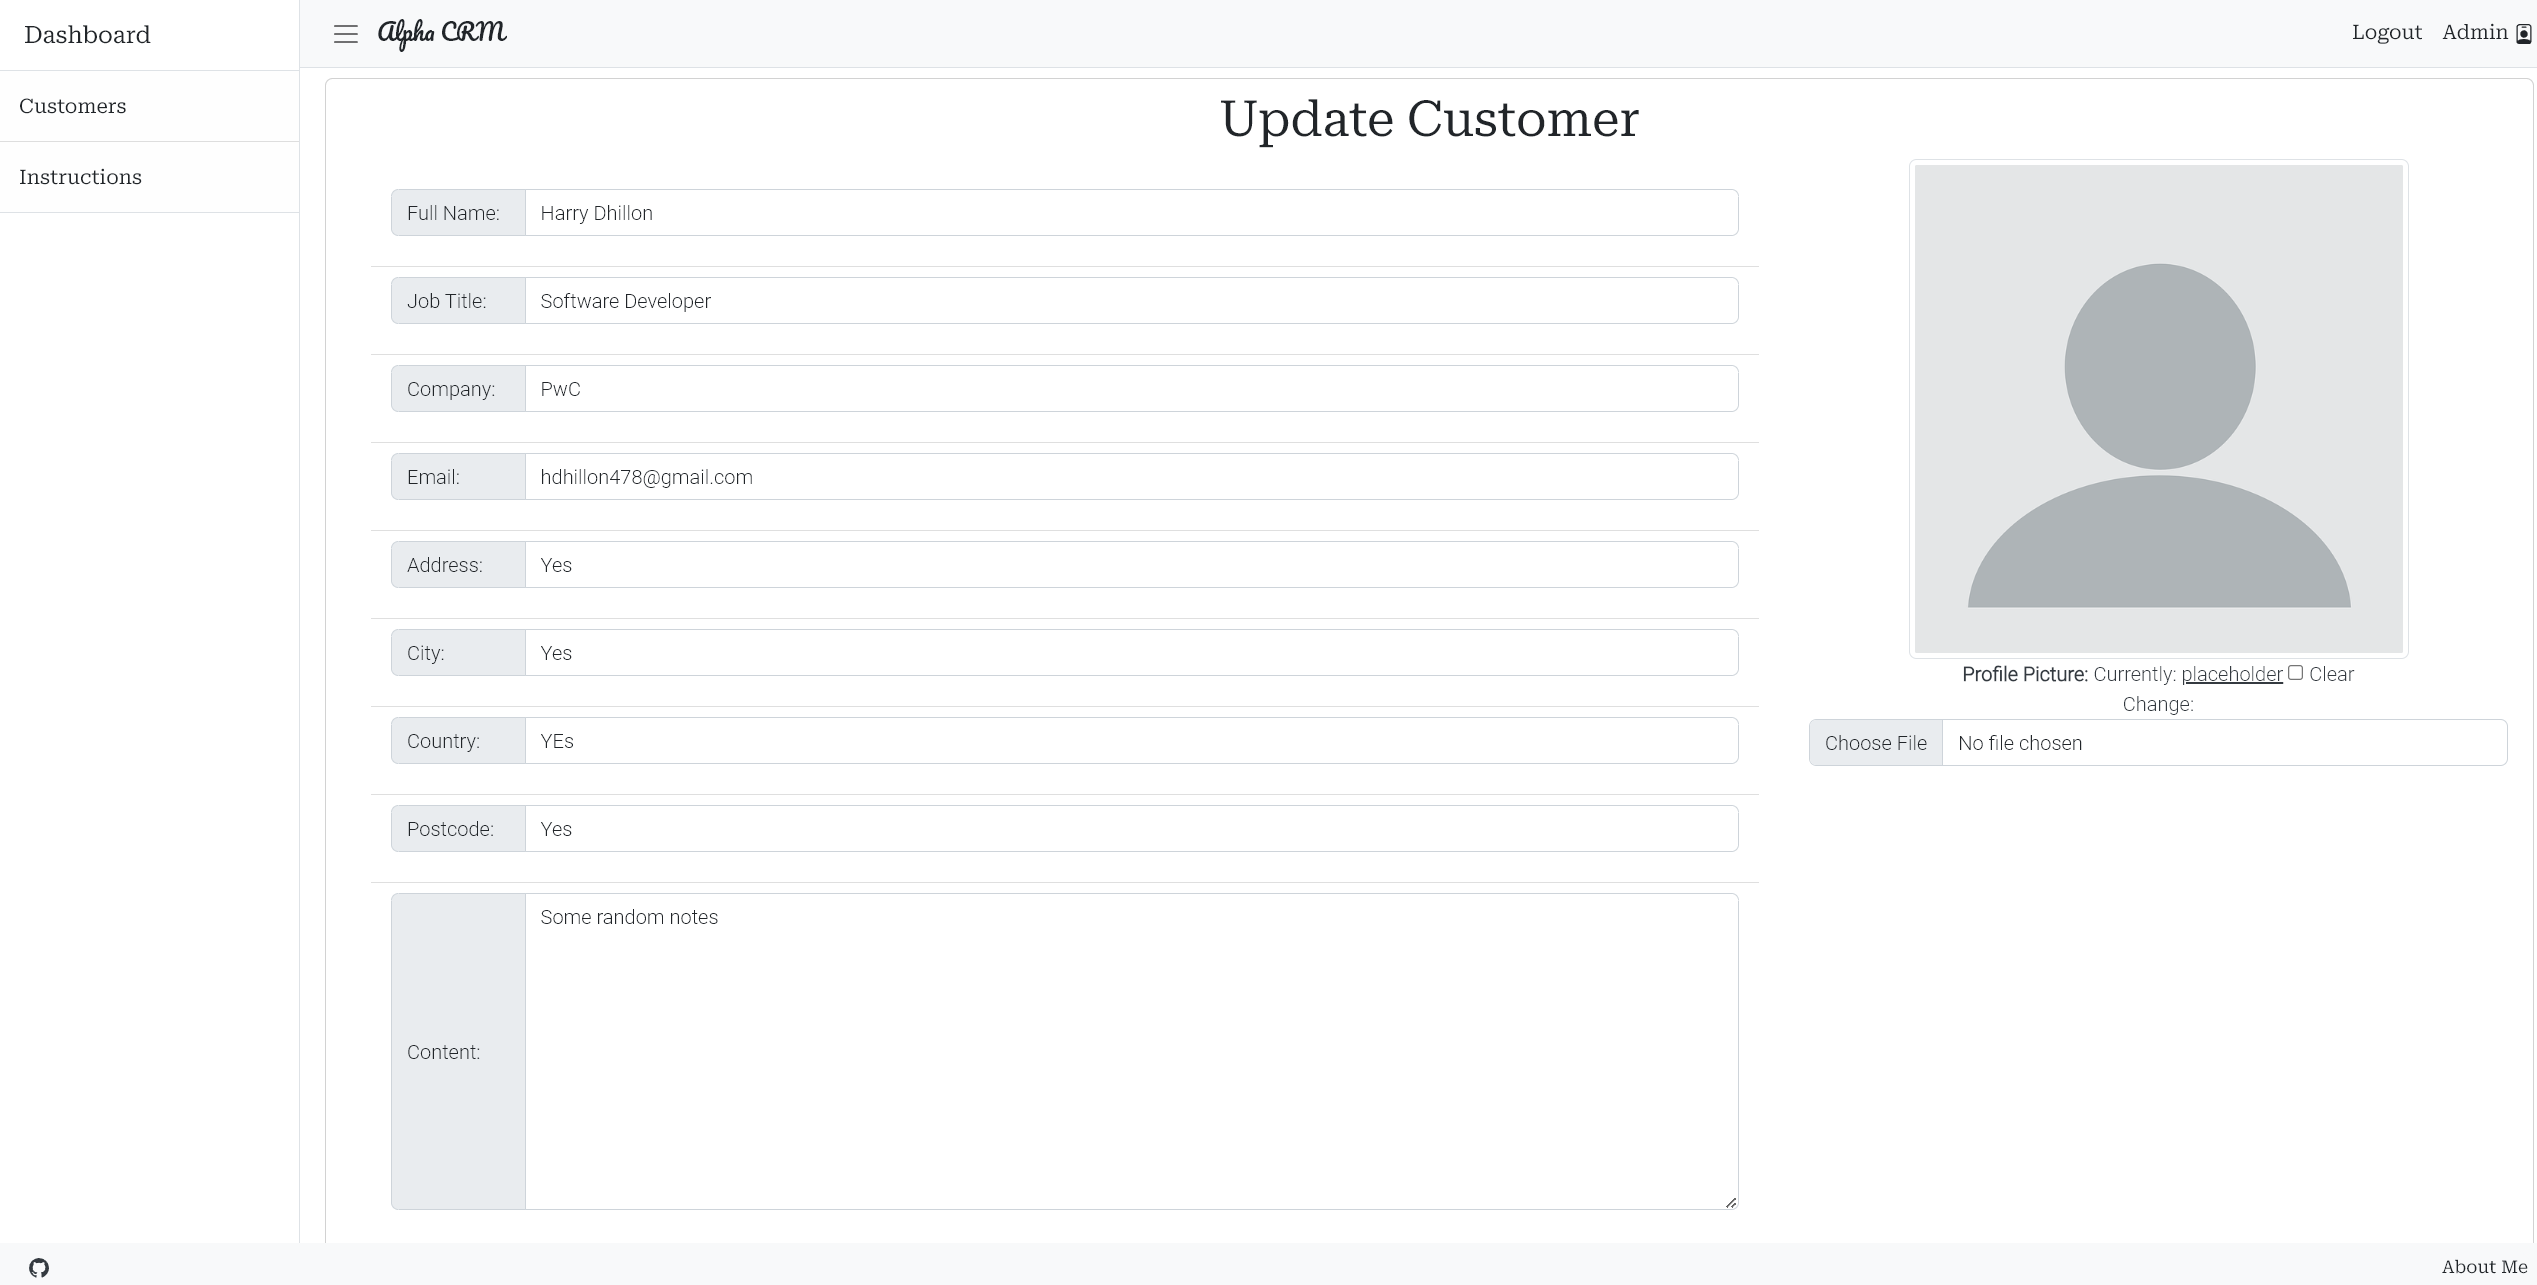 Dashboard
Customers
Instructions
Alpha CRM
Logout Admin
Update Customer
Full Name: Harry Dhillon
Job Title: Software Developer
Company: PwC
Email: hdhillon478@gmail.com
Address: Yes
City: Yes
Country: YEs
Postcode: Yes
Content: Some random notes
Profile Picture: Currently: placeholder Clear
Change:
Choose File No file chosen
About Me